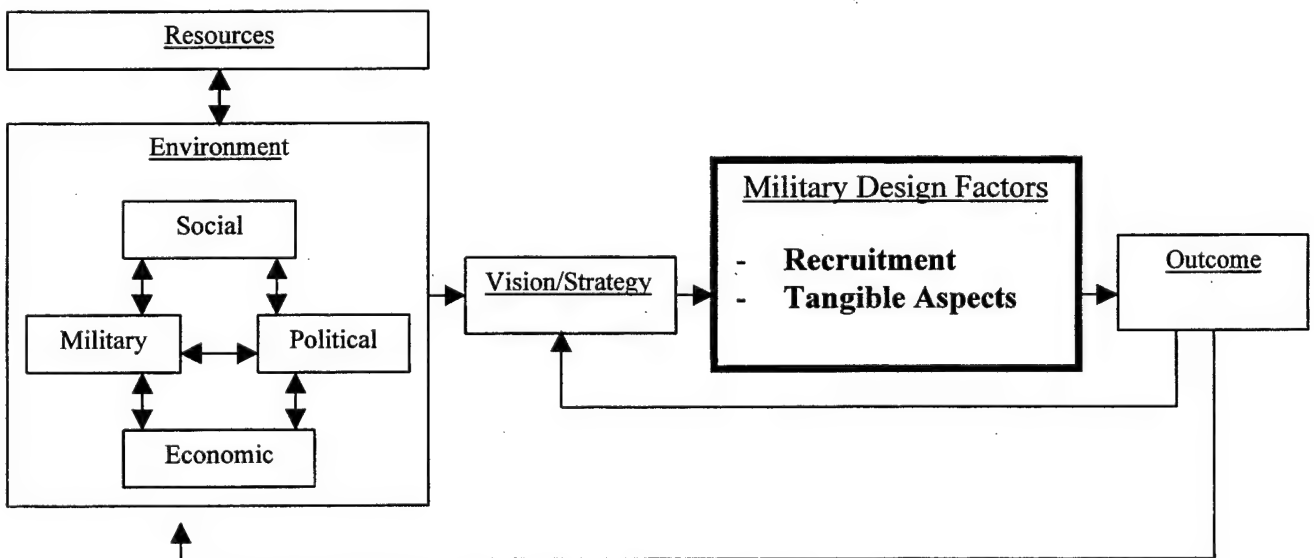 Resources
Environment
Social
Military
Political
Economic
Vision/Strategy
Military Design Factors
- Recruitment
- Tangible Aspects
Outcome